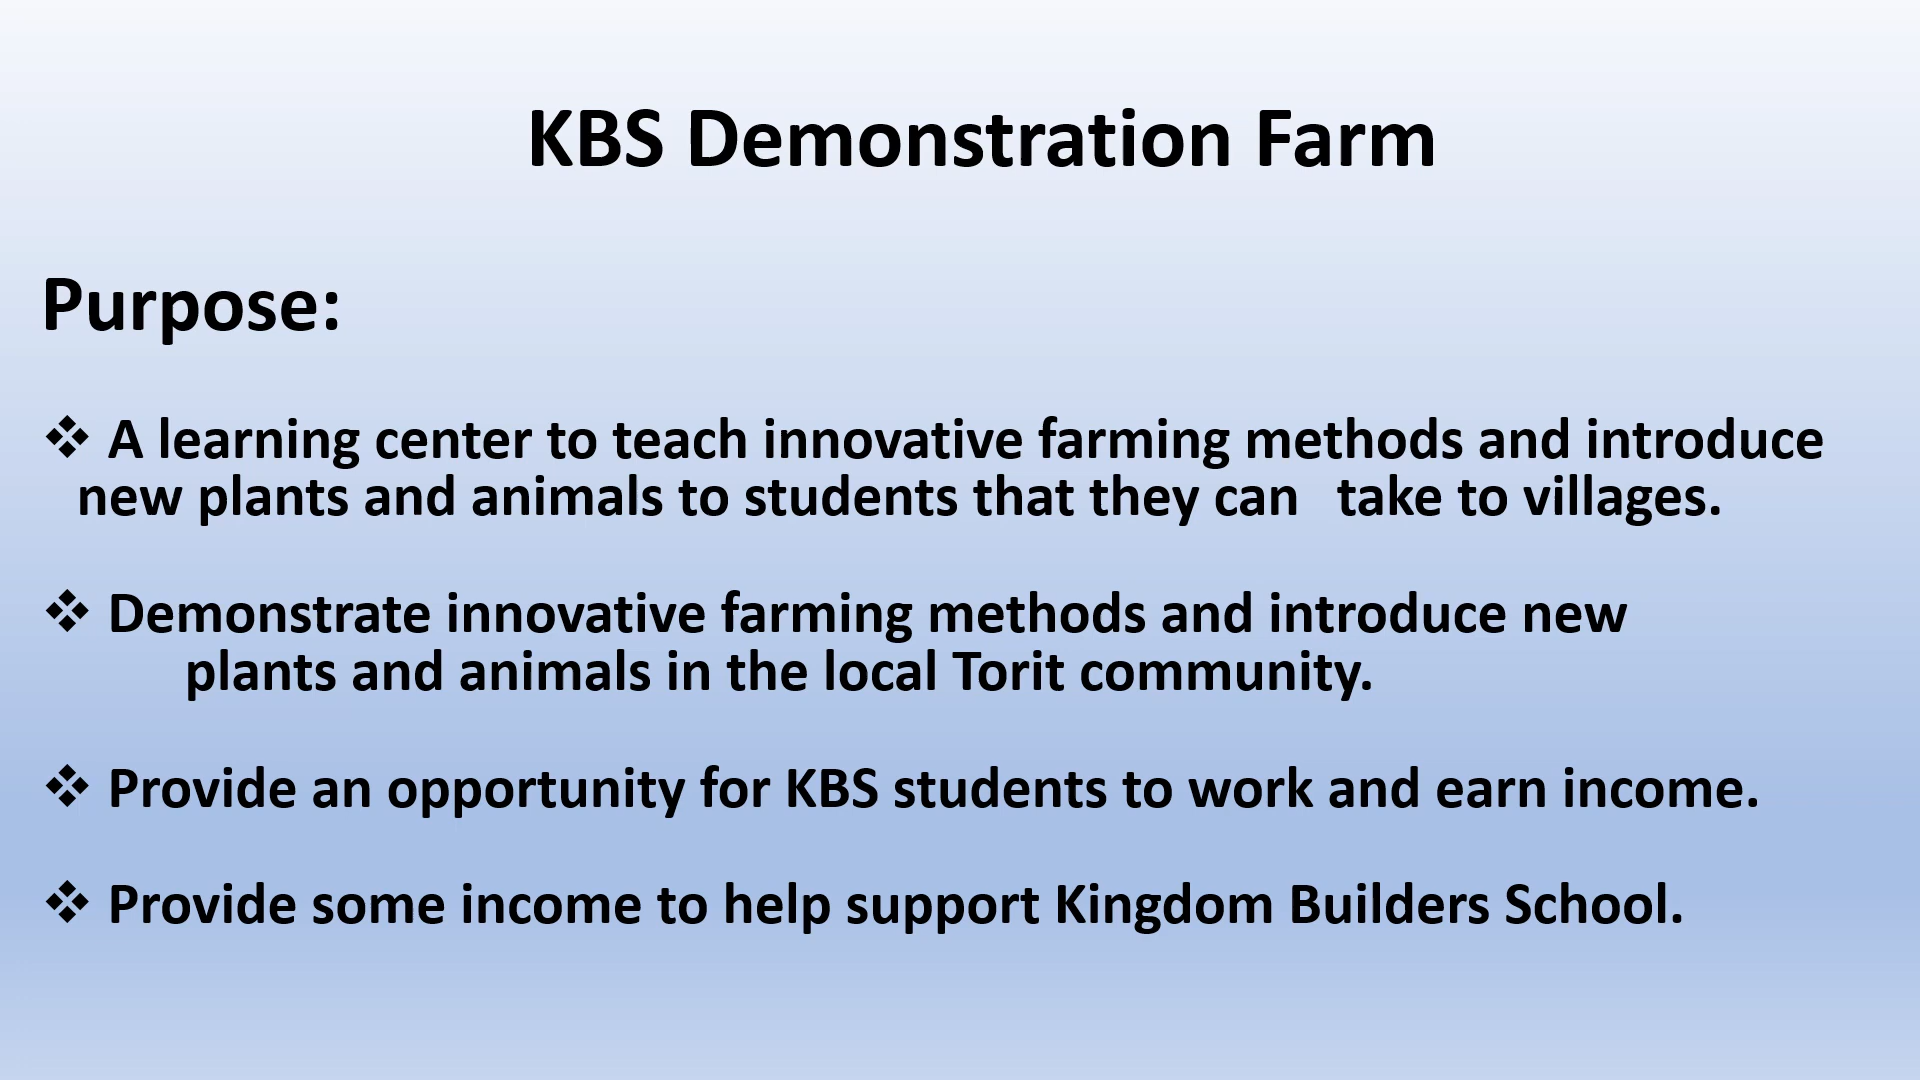 KBS Demonstration Farm
Purpose:
❖ A learning center to teach innovative farming methods and introduce
new plants and animals to students that they can take to villages.
❖ Demonstrate innovative farming methods and introduce new
plants and animals in the local Torit community.
❖ Provide an opportunity for KBS students to work and earn income.
❖ Provide some income to help support Kingdom Builders School.